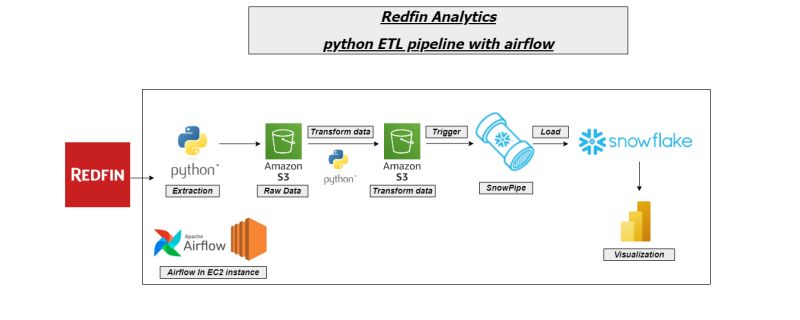 Redfin Analytics
python ETL pipeline with airflow
REDFIN
python
Extraction
Amazon
S3
Raw Data
Transform data
python
Amazon
S3
Transform data
Trigger
SnowPipe
Load
snowflake
Visualization
Apache
Airflow
Airflow In EC2 instance